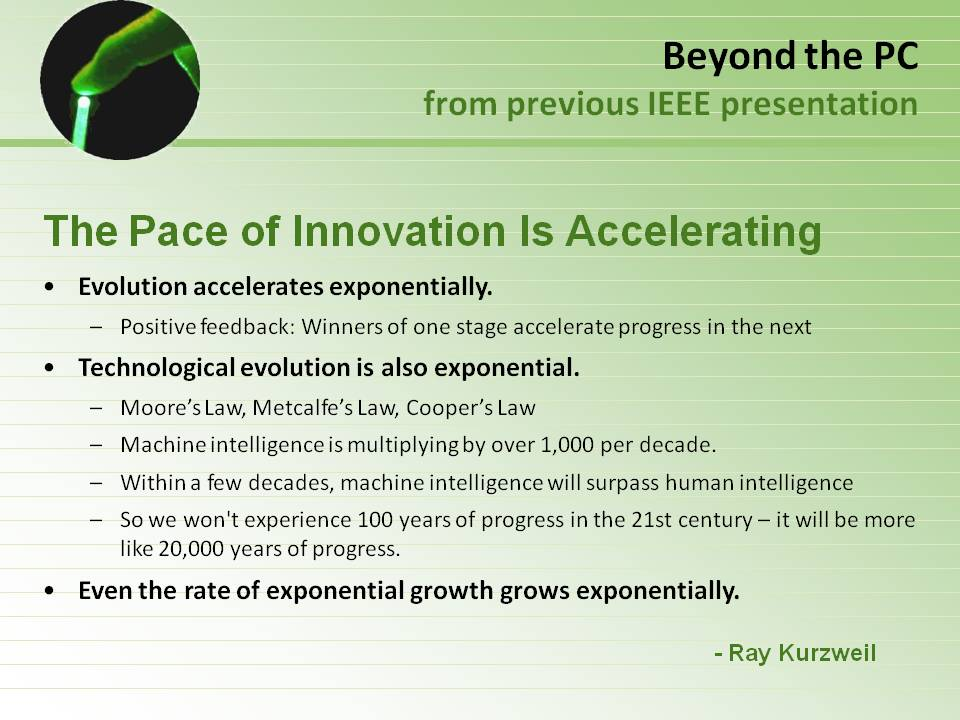 Beyond the PC
from previous IEEE presentation
The Pace of Innovation Is Accelerating
• Evolution accelerates exponentially.
– Positive feedback: Winners of one stage accelerate progress in the next
• Technological evolution is also exponential.
– Moore’s Law, Metcalfe’s Law, Cooper’s Law
– Machine intelligence is multiplying by over 1,000 per decade.
– Within a few decades, machine intelligence will surpass human intelligence
– So we won't experience 100 years of progress in the 21st century – it will be more
like 20,000 years of progress.
• Even the rate of exponential growth grows exponentially.
- Ray Kurzweil